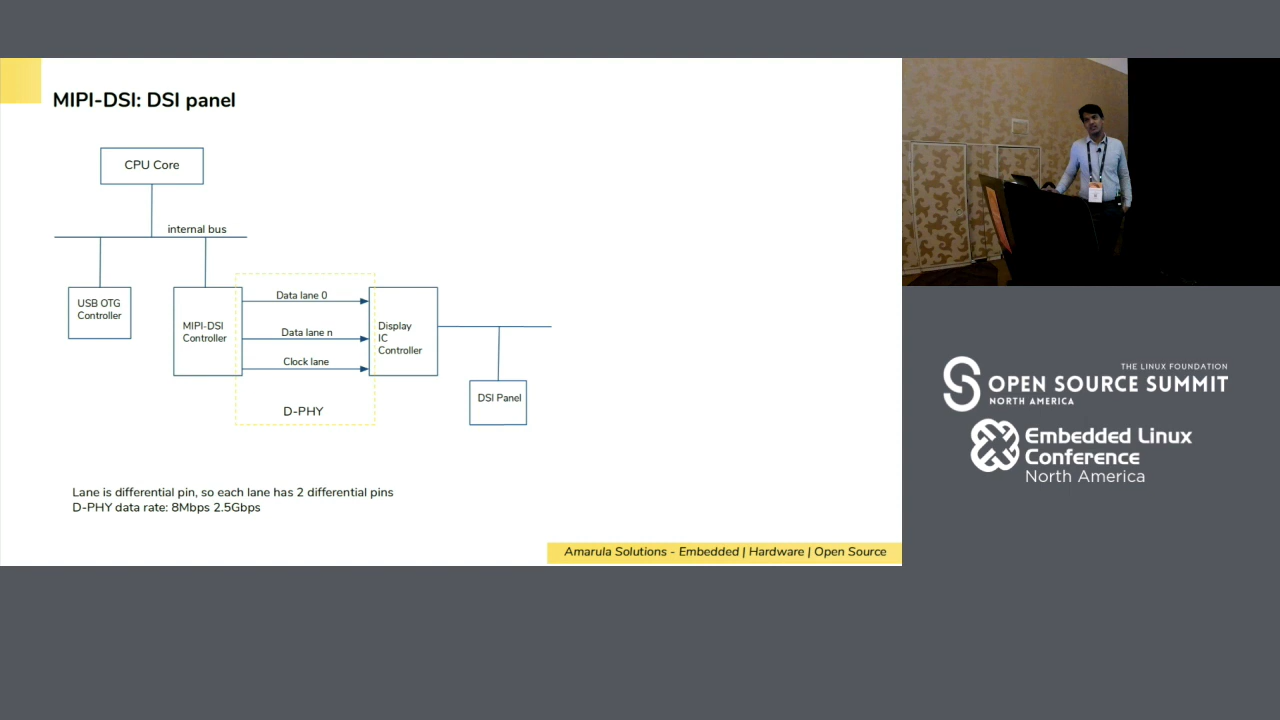 MIPI-DSI: DSI panel
CPU Core
internal bus
USB OTG
Controller
MIPI-DSI
Controller
Data lane 0
Data lane n
Clock lane
D-PHY
Display
IC
Controller
DSI Panel
Lane is differential pin, so each lane has 2 differential pins
D-PHY data rate: 8Mbps 2.5Gbps
Amarula Solutions - Embedded | Hardware | Open Source
THE LINUX FOUNDATION
OPEN SOURCE SUMMIT
NORTH AMERICA
Embedded Linux
Conference
North America